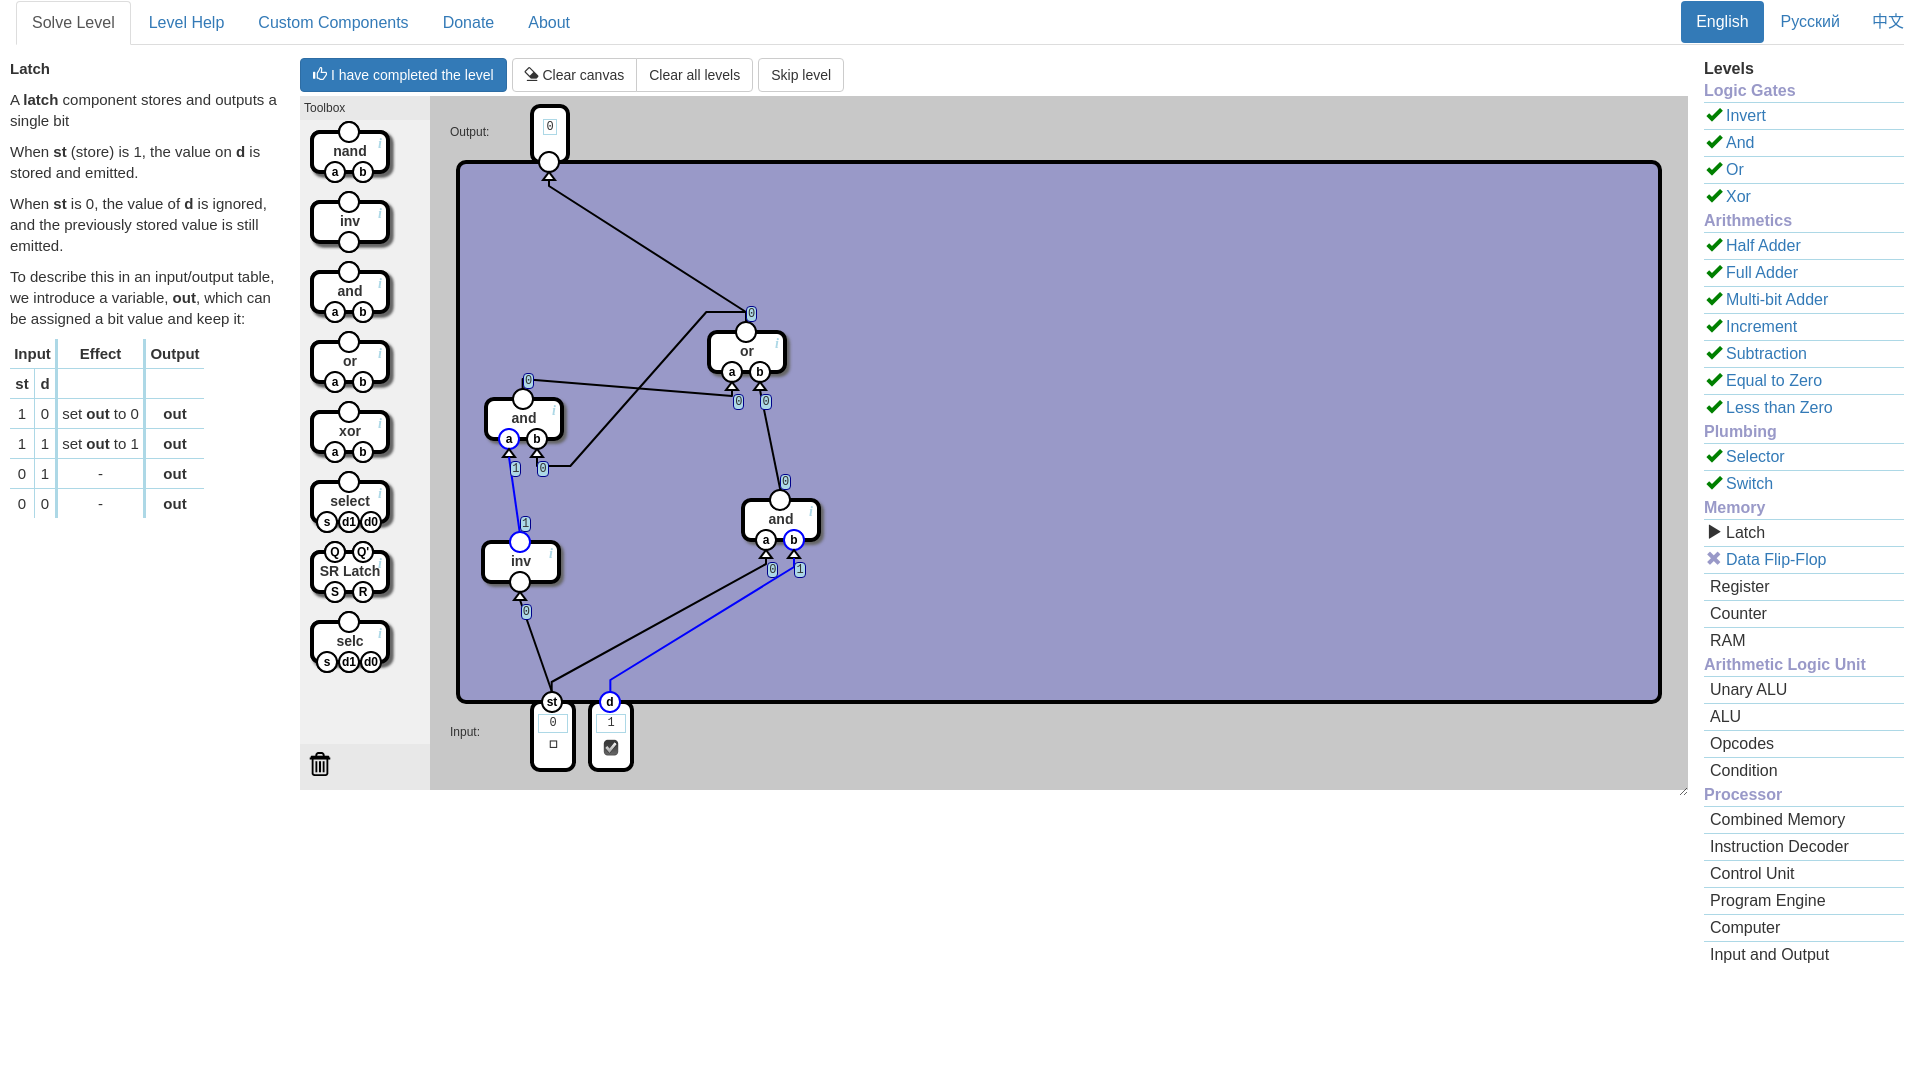 Solve Level
Level Help
Custom Components
Donate
About
English
Русский
中文
Latch
A latch component stores and outputs a
single bit
When st (store) is 1, the value on d is
stored and emitted.
When st is 0, the value of d is ignored,
and the previously stored value is still
emitted.
To describe this in an input/output table,
we introduce a variable, out, which can
be assigned a bit value and keep it:
Input Effect Output
st d
1 0 set out to 0 out
1 1 set out to 1 out
0 1 - out
0 0 - out
I have completed the level
Clear canvas
Clear all levels
Skip level
Toolbox
nand i
a b
inv i
and i
a b
or i
a b
xor i
a b
select i
s d1 d0
Q Q'
SR Latch
S R
selc i
s d1 d0
Output:
0
0
or i
a b
0 0
0
and i
a b
1 0
0
and i
a b
0 1
1
inv i
0
st d
0 1
Input:
Levels
Logic Gates
Invert
And
Or
Xor
Arithmetics
Half Adder
Full Adder
Multi-bit Adder
Increment
Subtraction
Equal to Zero
Less than Zero
Plumbing
Selector
Switch
Memory
Latch
Data Flip-Flop
Register
Counter
RAM
Arithmetic Logic Unit
Unary ALU
ALU
Opcodes
Condition
Processor
Combined Memory
Instruction Decoder
Control Unit
Program Engine
Computer
Input and Output